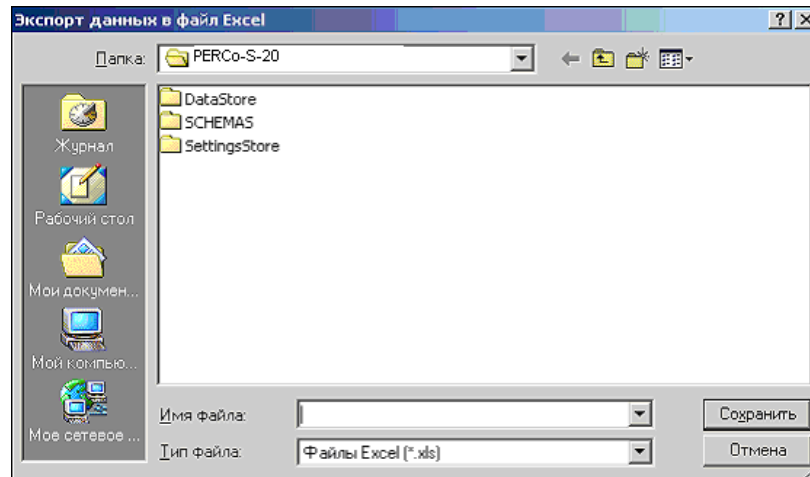 Экспорт данных в файл Excel
Папка: PERCo-S-20
DataStore
SCHEMAS
SettingsStore
Журнал
Рабочий стол
Мои докумен...
Мой компью...
Мое сетевое ...
Имя файла:
Сохранить
Тип файла: Файлы Excel (*.xls)
Отмена